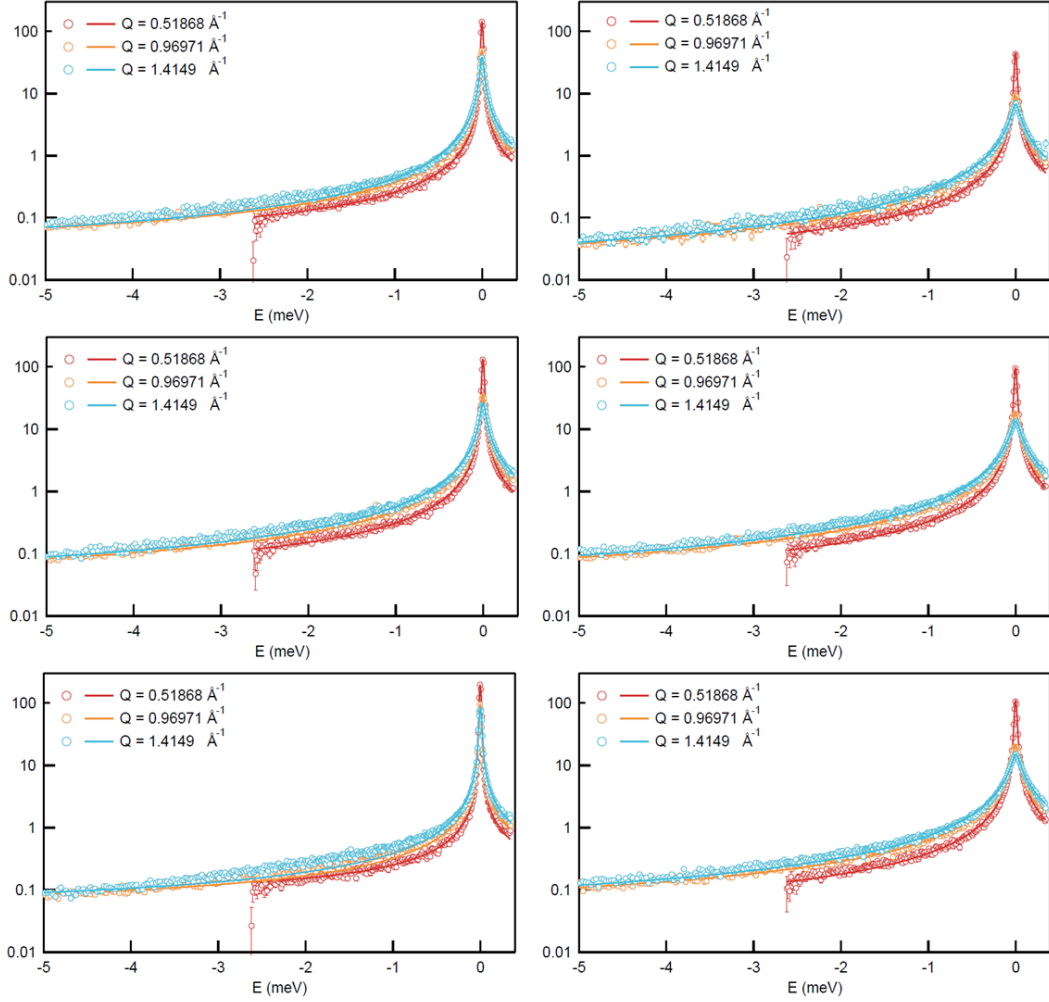 100
10
1
0.1
0.01
Q = 0.51868 Å-1
Q = 0.96971 Å-1
Q = 1.4149 Å-1
-5 -4 -3 -2 -1 0
E (meV)
100
10
1
0.1
0.01
Q = 0.51868 Å-1
Q = 0.96971 Å-1
Q = 1.4149 Å-1
-5 -4 -3 -2 -1 0
E (meV)
100
10
1
0.1
0.01
Q = 0.51868 Å-1
Q = 0.96971 Å-1
Q = 1.4149 Å-1
-5 -4 -3 -2 -1 0
E (meV)
100
10
1
0.1
0.01
Q = 0.51868 Å-1
Q = 0.96971 Å-1
Q = 1.4149 Å-1
-5 -4 -3 -2 -1 0
E (meV)
100
10
1
0.1
0.01
Q = 0.51868 Å-1
Q = 0.96971 Å-1
Q = 1.4149 Å-1
-5 -4 -3 -2 -1 0
E (meV)
100
10
1
0.1
0.01
Q = 0.51868 Å-1
Q = 0.96971 Å-1
Q = 1.4149 Å-1
-5 -4 -3 -2 -1 0
E (meV)